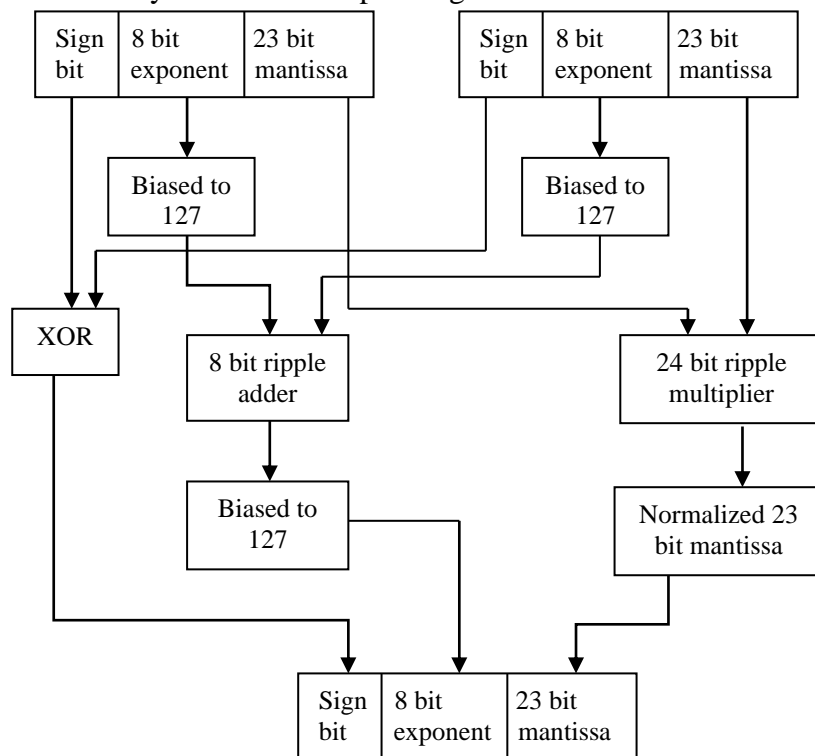 Sign bit
8 bit exponent
23 bit mantissa
Sign bit
8 bit exponent
23 bit mantissa
Biased to
127
Biased to
127
XOR
8 bit ripple
adder
24 bit ripple
multiplier
Biased to
127
Normalized 23
bit mantissa
Sign bit
8 bit exponent
23 bit mantissa